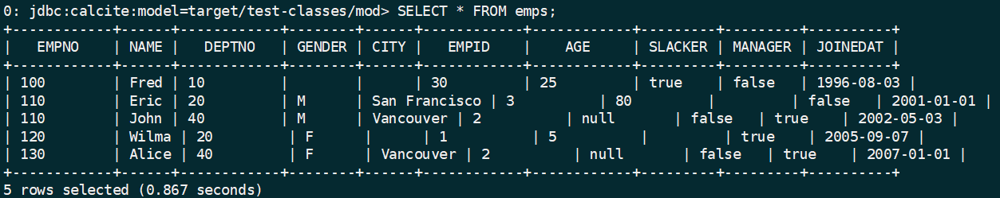 0: jdbc:calcite:model=target/test-classes/mod> SELECT * FROM emps;
+------------+------+------------+--------+------+------------+------------+---------+---------+----------+
|   EMPNO    | NAME |   DEPTNO   | GENDER | CITY |   EMPID    |    AGE     | SLACKER | MANAGER | JOINEDAT |
+------------+------+------------+--------+------+------------+------------+---------+---------+----------+
| 100        | Fred | 10         |        |      | 30         | 25         | true    | false   | 1996-08-03 |
| 110        | Eric | 20         | M      | San Francisco | 3          | 80         |         | false   | 2001-01-01 |
| 110        | John | 40         | M      | Vancouver | 2          | null       | false   | true    | 2002-05-03 |
| 120        | Wilma | 20         | F      |      | 1          | 5          |         | true    | 2005-09-07 |
| 130        | Alice | 40         | F      | Vancouver | 2          | null       | false   | true    | 2007-01-01 |
+------------+------+------------+--------+------+------------+------------+---------+---------+----------+
5 rows selected (0.867 seconds)